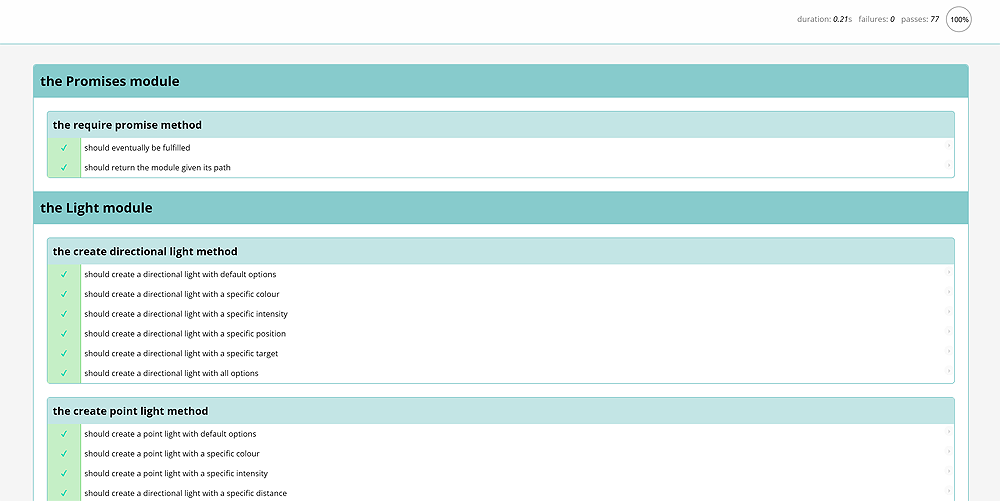 duration: 0.21s failures: 0 passes: 77 100%
the Promises module
the require promise method
✓ should eventually be fulfilled
✓ should return the module given its path
the Light module
the create directional light method
✓ should create a directional light with default options
✓ should create a directional light with a specific colour
✓ should create a directional light with a specific intensity
✓ should create a directional light with a specific position
✓ should create a directional light with a specific target
✓ should create a directional light with all options
the create point light method
✓ should create a point light with default options
✓ should create a point light with a specific colour
✓ should create a point light with a specific intensity
✓ should create a directional light with a specific distance